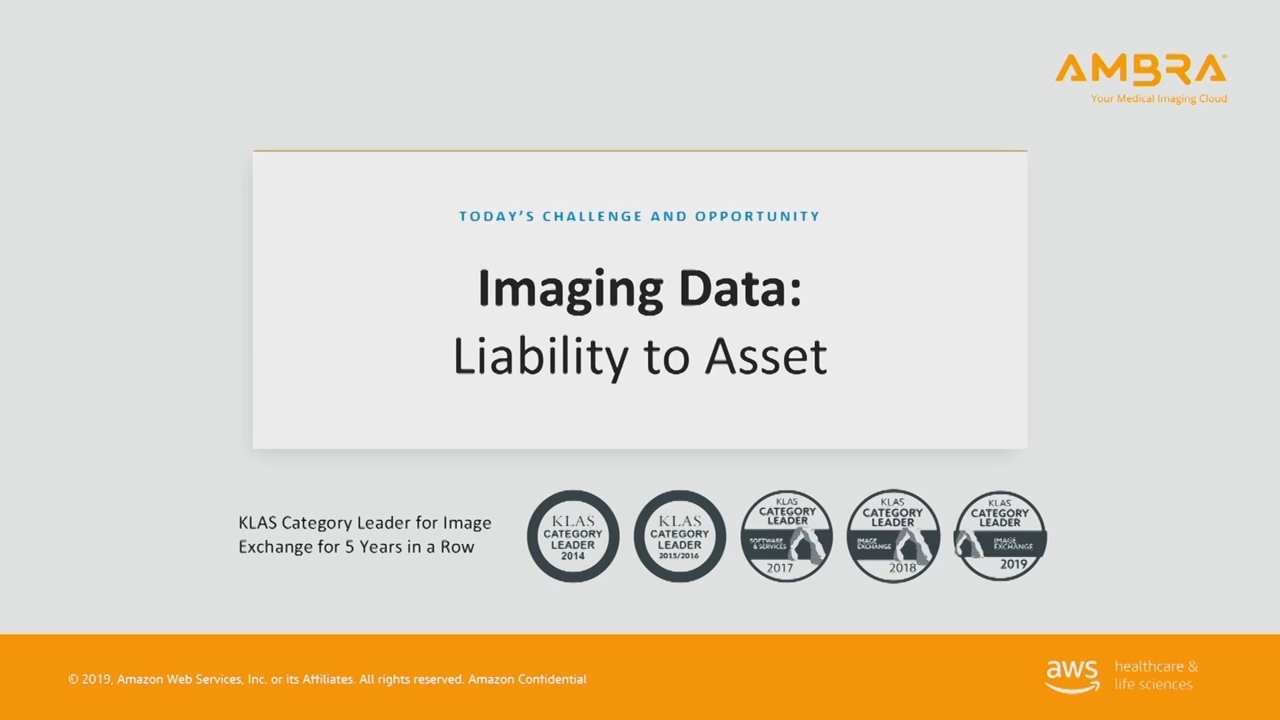 AMBRA™
Your Medical Imaging Cloud
TODAY'S CHALLENGE AND OPPORTUNITY
Imaging Data:
Liability to Asset
KLAS Category Leader for Image
Exchange for 5 Years in a Row
KLAS
CATEGORY
LEADER
2014
KLAS
CATEGORY
LEADER
2015/2016
KLAS
CATEGORY
LEADER
SOFTWARE
& SERVICES
2017
KLAS
CATEGORY
LEADER
IMAGE
EXCHANGE
2018
KLAS
CATEGORY
LEADER
IMAGE
EXCHANGE
2019
© 2019, Amazon Web Services, Inc. or its Affiliates. All rights reserved. Amazon Confidential
aws
healthcare &
life sciences